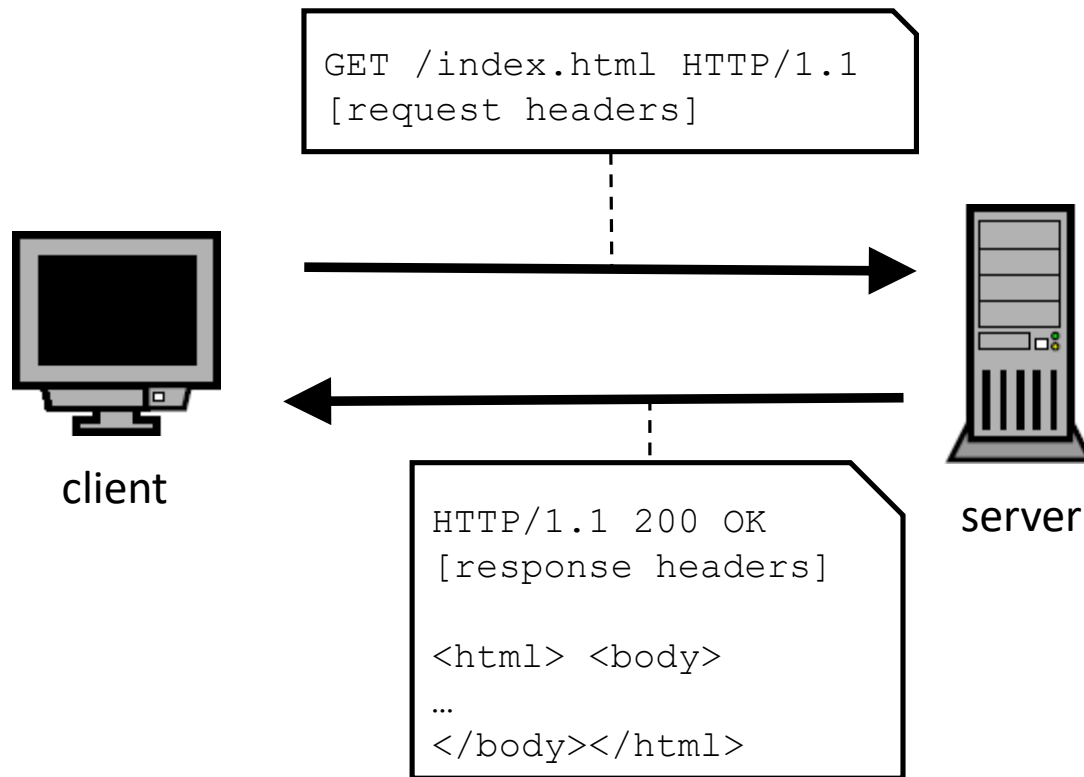 GET /index.html HTTP/1.1
[request headers]
client
server
HTTP/1.1 200 OK
[response headers]
<html> <body>
…
</body></html>